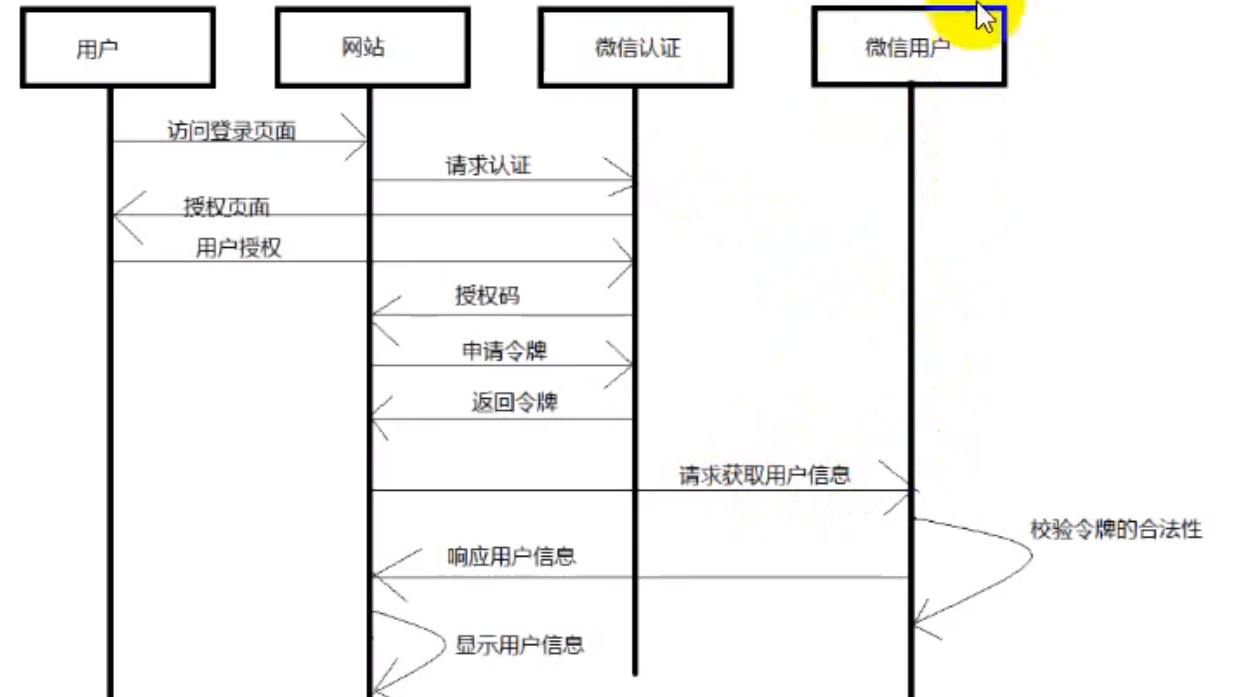 用户
网站
微信认证
微信用户
访问登录页面
请求认证
授权页面
用户授权
授权码
申请令牌
返回令牌
请求获取用户信息
校验令牌的合法性
响应用户信息
显示用户信息